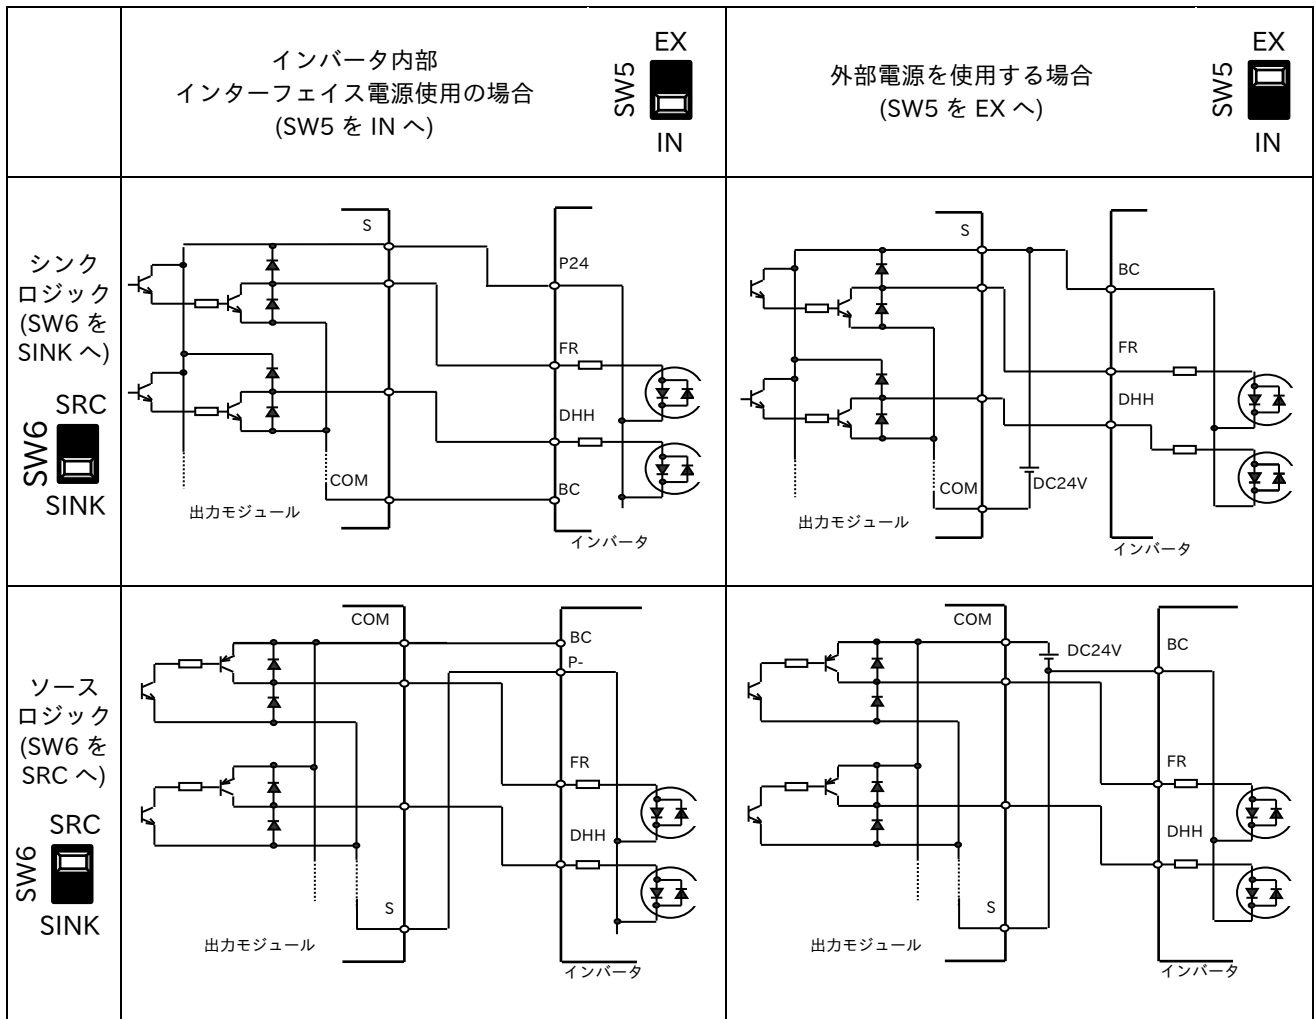 インバータ内部
インターフェイス電源使用の場合
(SW5 を IN へ)
EX
SW5
IN
外部電源を使用する場合
(SW5 を EX へ)
EX
SW5
IN
シンク
ロジック
(SW6 を
SINK へ)
SRC
SW6
SINK
S
P24
FR
DHH
COM
BC
出力モジュール
インバータ
S
BC
FR
DHH
COM
DC24V
出力モジュール
インバータ
ソース
ロジック
(SW6 を
SRC へ)
SRC
SW6
SINK
COM
BC
P-
FR
DHH
S
出力モジュール
インバータ
COM
DC24V
BC
FR
DHH
S
出力モジュール
インバータ